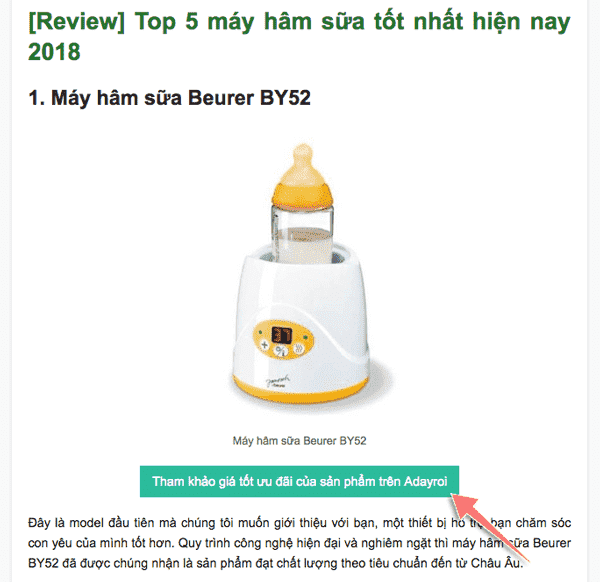 [Review] Top 5 máy hâm sữa tốt nhất hiện nay
2018
1. Máy hâm sữa Beurer BY52
37
Máy hâm sữa Beurer BY52
Tham khảo giá tốt ưu đãi của sản phẩm trên Adayroi
Đây là model đầu tiên mà chúng tôi muốn giới thiệu với bạn, một thiết bị hỗ trợ bạn chăm sóc
con yêu của mình tốt hơn. Quy trình công nghệ hiện đại và nghiêm ngặt thì máy hâm sữa Beurer
BY52 đã được chúng nhận là sản phẩm đạt chất lượng theo tiêu chuẩn đến từ Châu Âu.